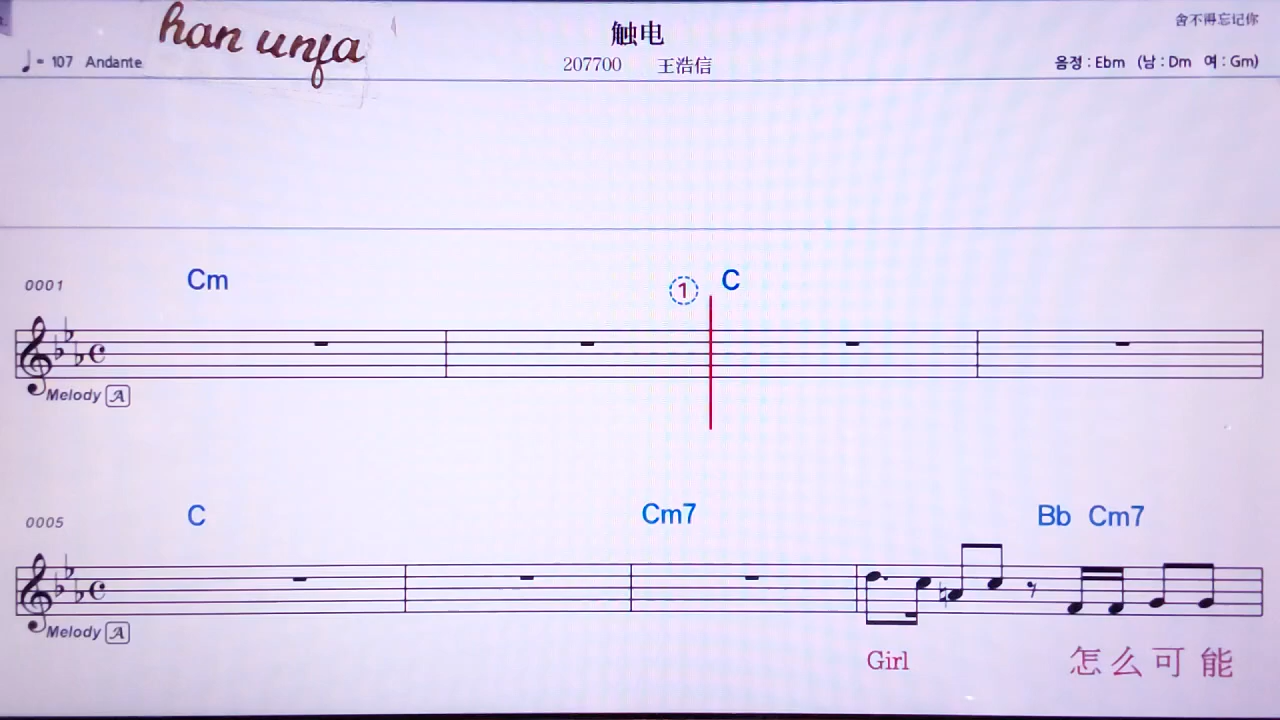 han unfa
触电
舍不得忘记你
♩= 107 Andante
207700 王浩信
음정 : Ebm (남 : Dm 여 : Gm)
0001 Cm ① C
Melody A
0005 C Cm7 Bb Cm7
Melody A
Girl 怎么可能